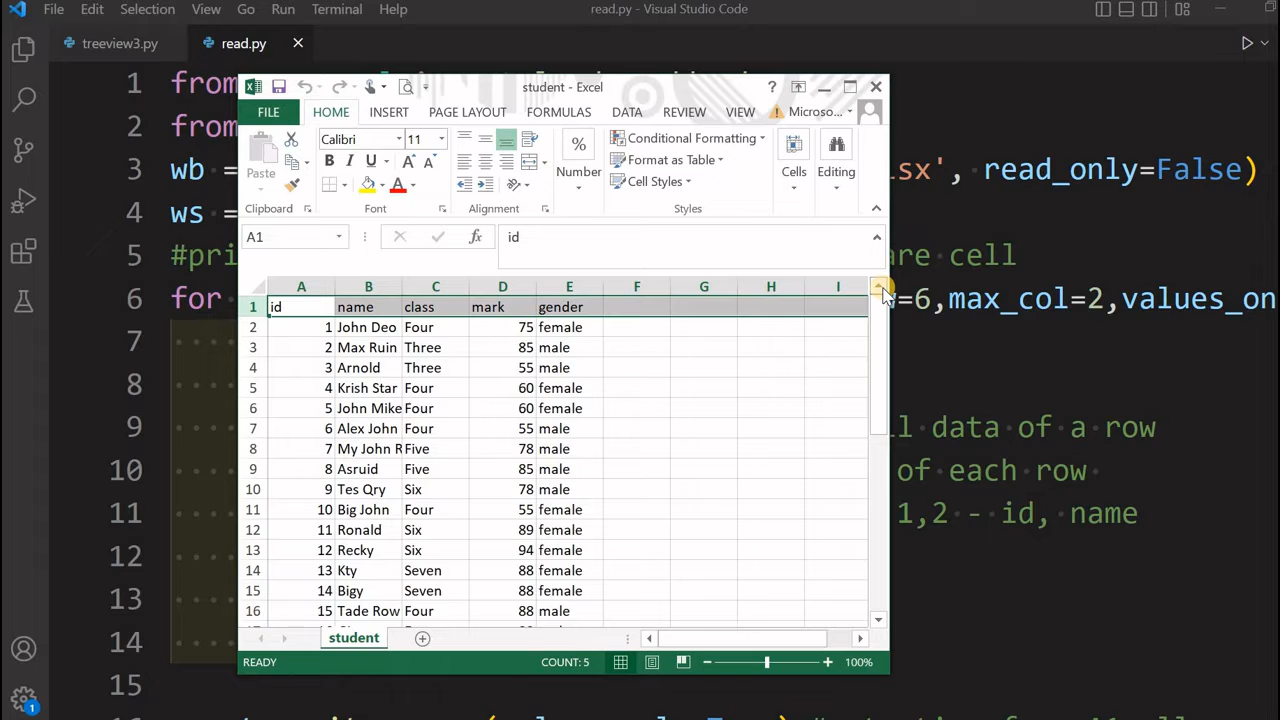 File Edit Selection View Go Run Terminal Help read.py - Visual Studio Code
treeview3.py read.py
1 from
2 from
3 wb = lsx', read_only=False)
4 ws =
5 #pri are cell
6 for =6,max_col=2,values_on
7
8
9 ll data of a row
10 of each row
11 1,2 - id, name
12
13
14
15
student - Excel
Microso...
FILE HOME INSERT PAGE LAYOUT FORMULAS DATA REVIEW VIEW
Calibri 11
Paste
B I U
% Number
Conditional Formatting
Format as Table
Cell Styles
Cells Editing
Clipboard Font Alignment Styles
A1 fx id
A B C D E F G H I
1 id name class mark gender
2 1 John Deo Four 75 female
3 2 Max Ruin Three 85 male
4 3 Arnold Three 55 male
5 4 Krish Star Four 60 female
6 5 John Mike Four 60 female
7 6 Alex John Four 55 male
8 7 My John R Five 78 male
9 8 Asruid Five 85 male
10 9 Tes Qry Six 78 male
11 10 Big John Four 55 female
12 11 Ronald Six 89 female
13 12 Recky Six 94 female
14 13 Kty Seven 88 female
15 14 Bigy Seven 88 female
16 15 Tade Row Four 88 male
student
READY COUNT: 5 100%
1